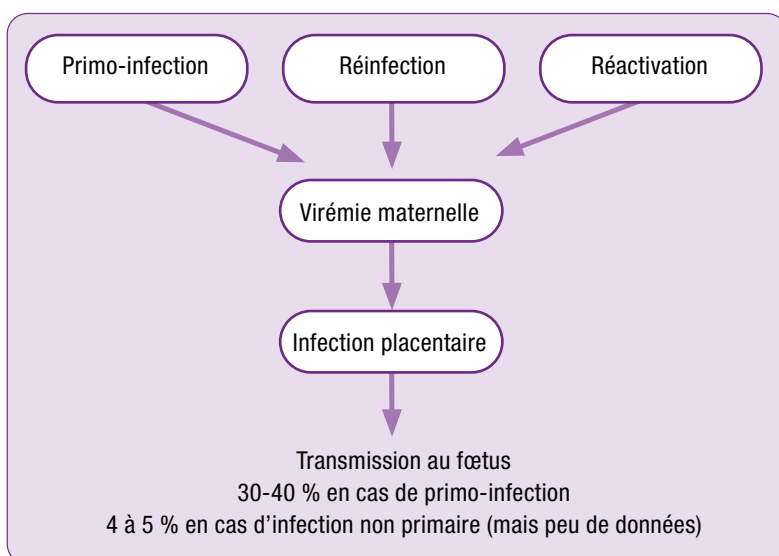 Primo-infection
Réinfection
Réactivation
Virémie maternelle
Infection placentaire
Transmission au fœtus
30-40 % en cas de primo-infection
4 à 5 % en cas d’infection non primaire (mais peu de données)